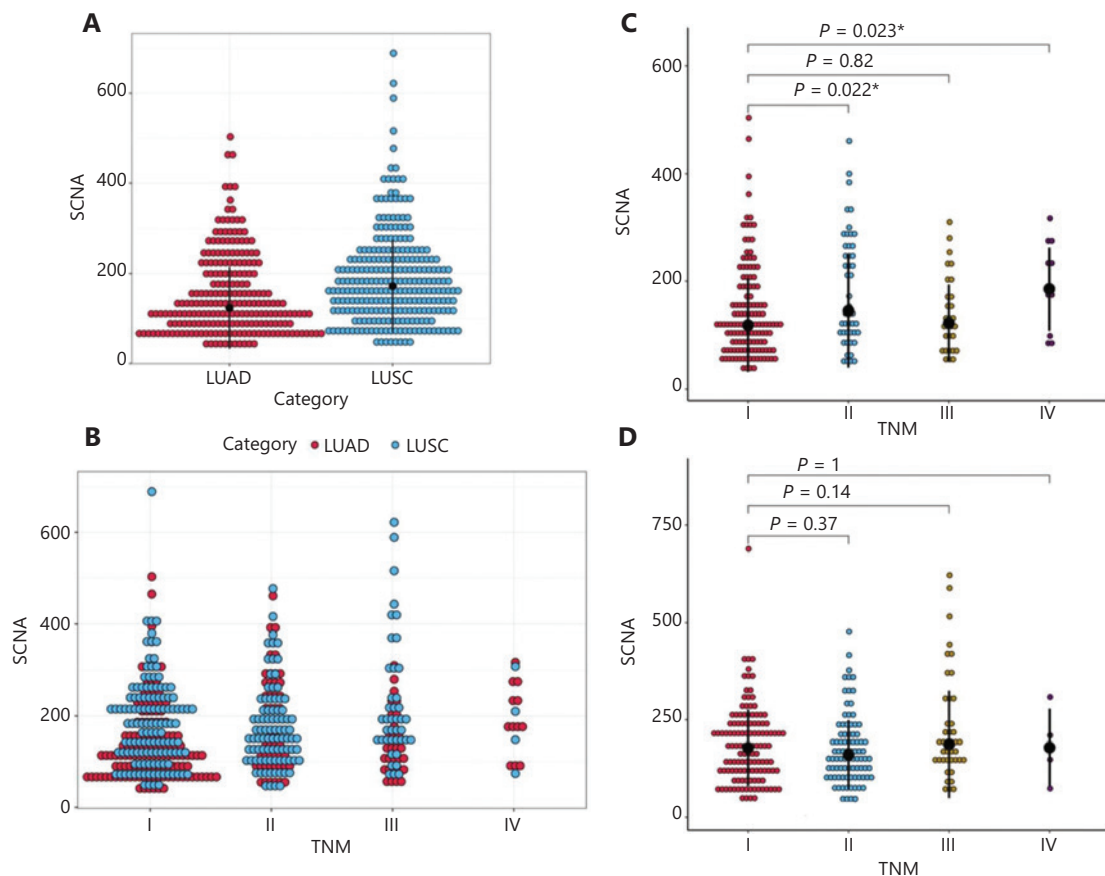 A
600
400
200
0
SCNA
LUAD LUSC
Category
B
Category LUAD LUSC
600
400
200
0
SCNA
I II III IV
TNM
C
P = 0.023*
P = 0.82
P = 0.022*
600
400
200
0
SCNA
I II III IV
TNM
D
P = 1
P = 0.14
P = 0.37
750
500
250
0
SCNA
I II III IV
TNM